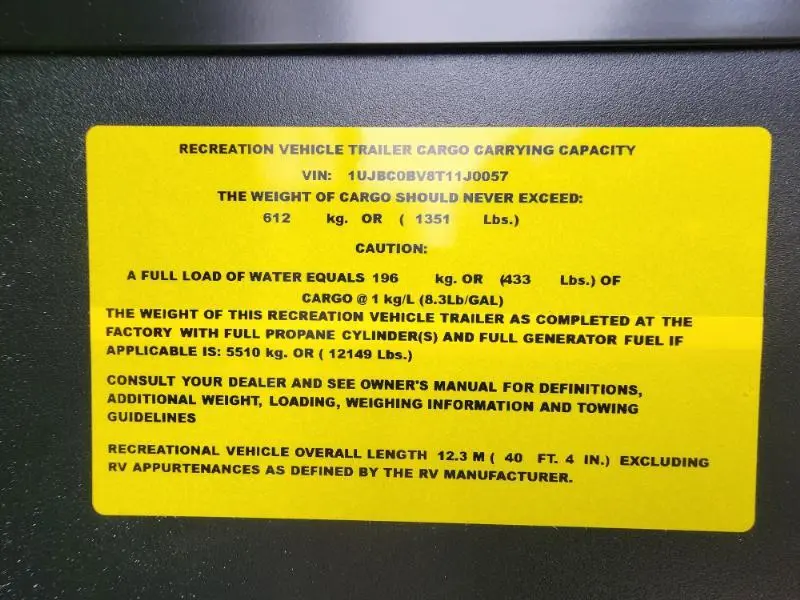 RECREATION VEHICLE TRAILER CARGO CARRYING CAPACITY
VIN: 1UJBC0BV8T11J0057
THE WEIGHT OF CARGO SHOULD NEVER EXCEED:
612 kg. OR ( 1351 Lbs.)
CAUTION:
A FULL LOAD OF WATER EQUALS 196 kg. OR (433 Lbs.) OF
CARGO @ 1 kg/L (8.3Lb/GAL)
THE WEIGHT OF THIS RECREATION VEHICLE TRAILER AS COMPLETED AT THE
FACTORY WITH FULL PROPANE CYLINDER(S) AND FULL GENERATOR FUEL IF
APPLICABLE IS: 5510 kg. OR ( 12149 Lbs.)
CONSULT YOUR DEALER AND SEE OWNER'S MANUAL FOR DEFINITIONS,
ADDITIONAL WEIGHT, LOADING, WEIGHING INFORMATION AND TOWING
GUIDELINES
RECREATIONAL VEHICLE OVERALL LENGTH 12.3 M ( 40 FT. 4 IN.) EXCLUDING
RV APPURTENANCES AS DEFINED BY THE RV MANUFACTURER.